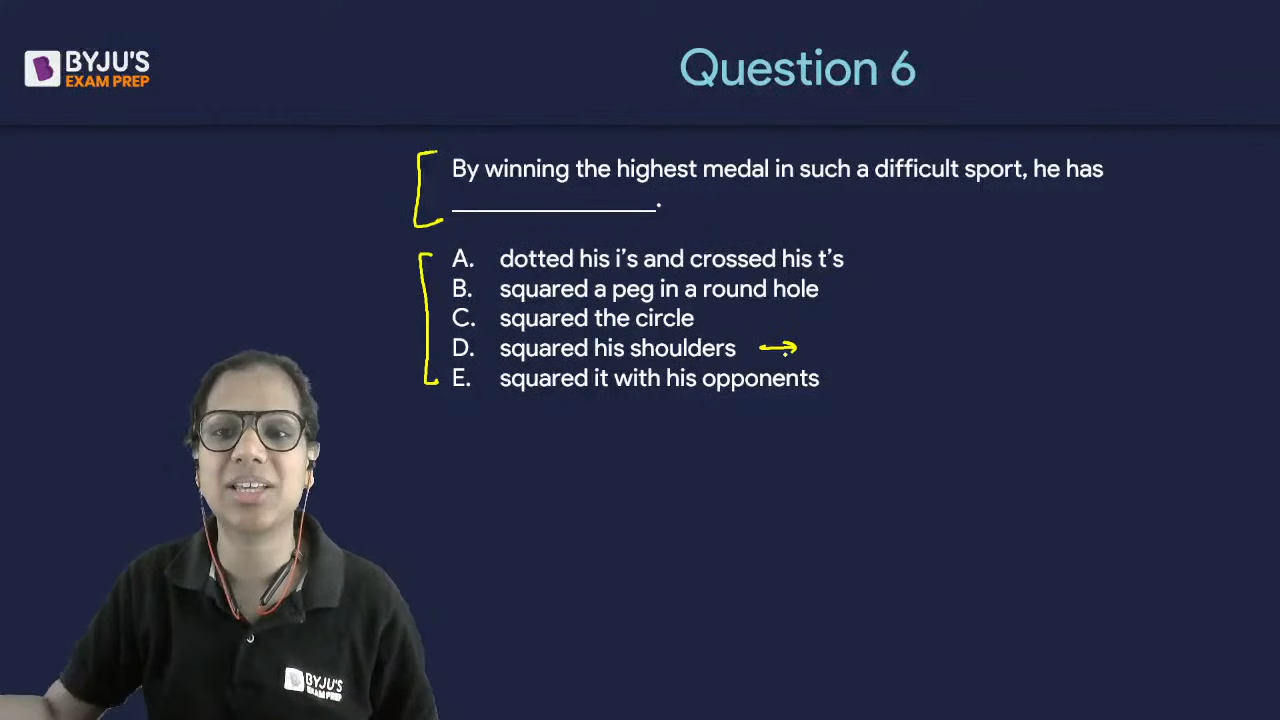 BYJU'S
EXAM PREP
Question 6
By winning the highest medal in such a difficult sport, he has
_________________.
A. dotted his i’s and crossed his t’s
B. squared a peg in a round hole
C. squared the circle
D. squared his shoulders
E. squared it with his opponents
BYJU'S
EXAM PREP